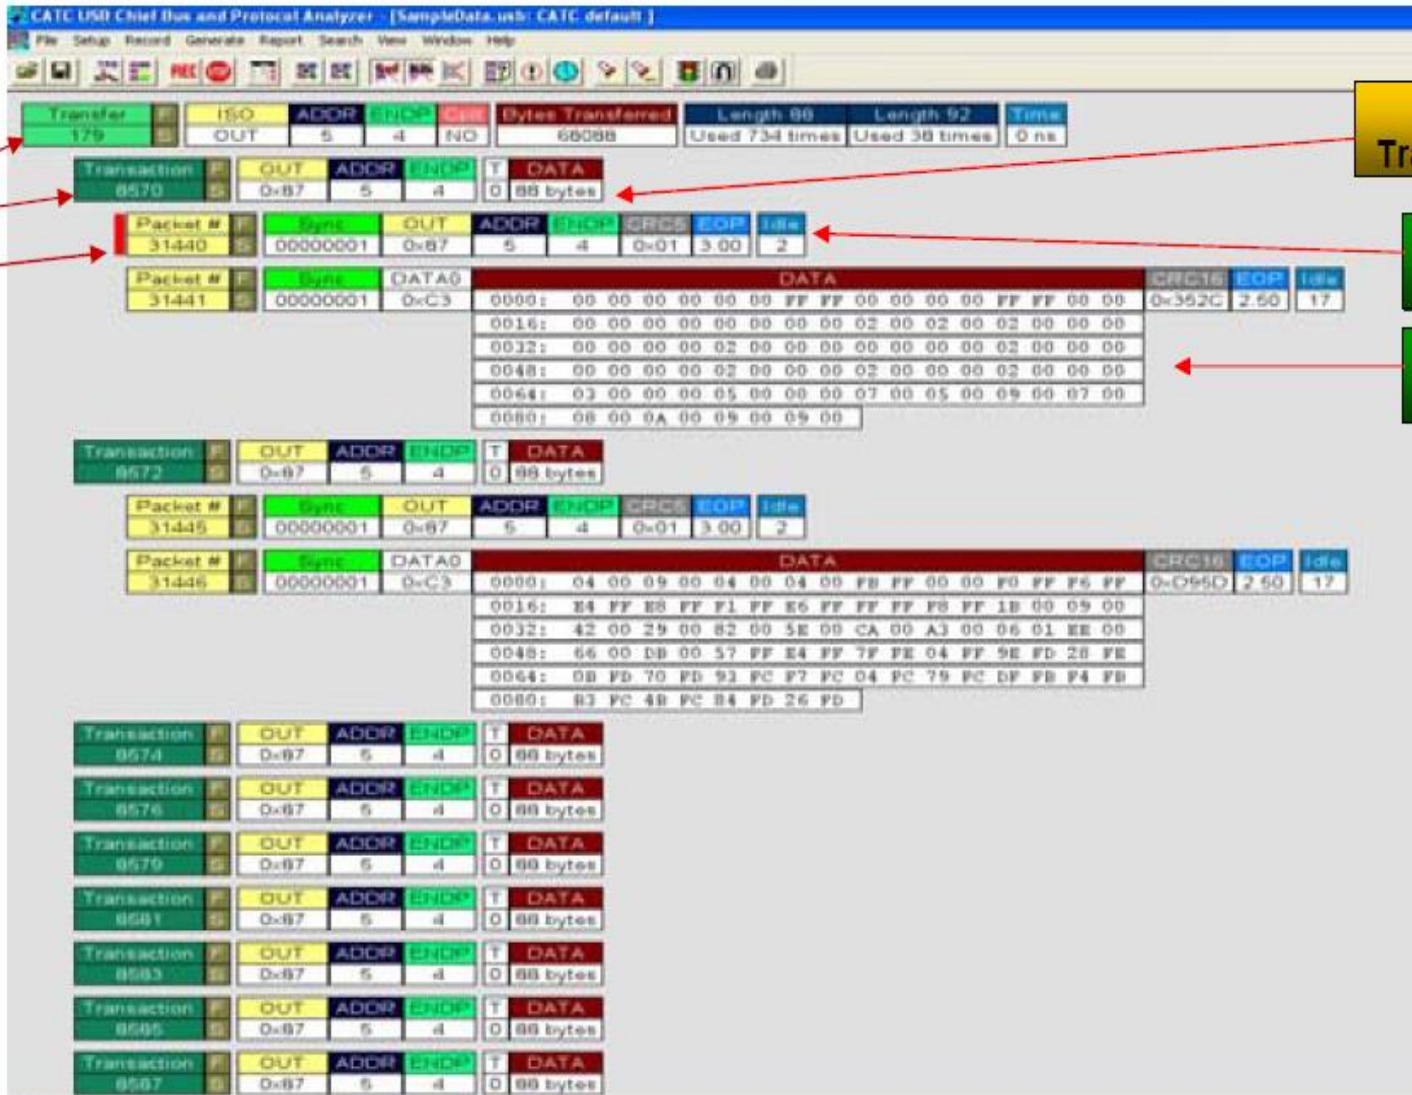 CATC USB Chief Bus and Protocol Analyzer - [SampleData.usb: CATC default ]
File Setup Record Generate Report Search View Window Help
REC
Transfer F ISO ADDR ENDP Bytes Transferred Length 88 Length 92 Time
179 S OUT 5 4 NO 68088 Used 734 times Used 38 times 0 ns
Tra
Transaction F OUT ADDR ENDP T DATA
8570 S 0x87 5 4 0 88 bytes
Packet # F Sync OUT ADDR ENDP CRC5 EOP Idle
31440 S 00000001 0x87 5 4 0x01 3.00 2
Packet # F Sync DATA0 DATA CRC16 EOP Idle
31441 S 00000001 0xC3 0000: 00 00 00 00 00 00 FF FF 00 00 00 00 FF FF 00 00 0x352C 2.50 17
0016: 00 00 00 00 00 00 00 00 02 00 02 00 02 00 00 00
0032: 00 00 00 00 02 00 00 00 00 00 00 00 02 00 00 00
0048: 00 00 00 00 02 00 00 00 02 00 00 00 02 00 00 00
0064: 03 00 00 00 05 00 00 00 07 00 05 00 09 00 07 00
0080: 08 00 0A 00 09 00 09 00
Transaction F OUT ADDR ENDP T DATA
8572 S 0x87 5 4 0 88 bytes
Packet # F Sync OUT ADDR ENDP CRC5 EOP Idle
31445 S 00000001 0x87 5 4 0x01 3.00 2
Packet # F Sync DATA0 DATA CRC16 EOP Idle
31446 S 00000001 0xC3 0000: 04 00 09 00 04 00 04 00 FB FF 00 00 F0 FF F6 FF 0xD95D 2.50 17
0016: E4 FF E8 FF F1 FF E6 FF FF FF F8 FF 1B 00 09 00
0032: 42 00 29 00 82 00 5E 00 CA 00 A3 00 06 01 EE 00
0048: 66 00 DB 00 57 FF E4 FF 7F FE 04 FF 9E FD 28 FE
0064: 0B FD 70 FD 93 FC F7 FC 04 FC 79 FC DF FB F4 FB
0080: B3 FC 4B FC 84 FD 26 FD
Transaction F OUT ADDR ENDP T DATA
8574 S 0x87 5 4 0 88 bytes
Transaction F OUT ADDR ENDP T DATA
8576 S 0x87 5 4 0 88 bytes
Transaction F OUT ADDR ENDP T DATA
8579 S 0x87 5 4 0 88 bytes
Transaction F OUT ADDR ENDP T DATA
8581 S 0x87 5 4 0 88 bytes
Transaction F OUT ADDR ENDP T DATA
8583 S 0x87 5 4 0 88 bytes
Transaction F OUT ADDR ENDP T DATA
8585 S 0x87 5 4 0 88 bytes
Transaction F OUT ADDR ENDP T DATA
8587 S 0x87 5 4 0 88 bytes